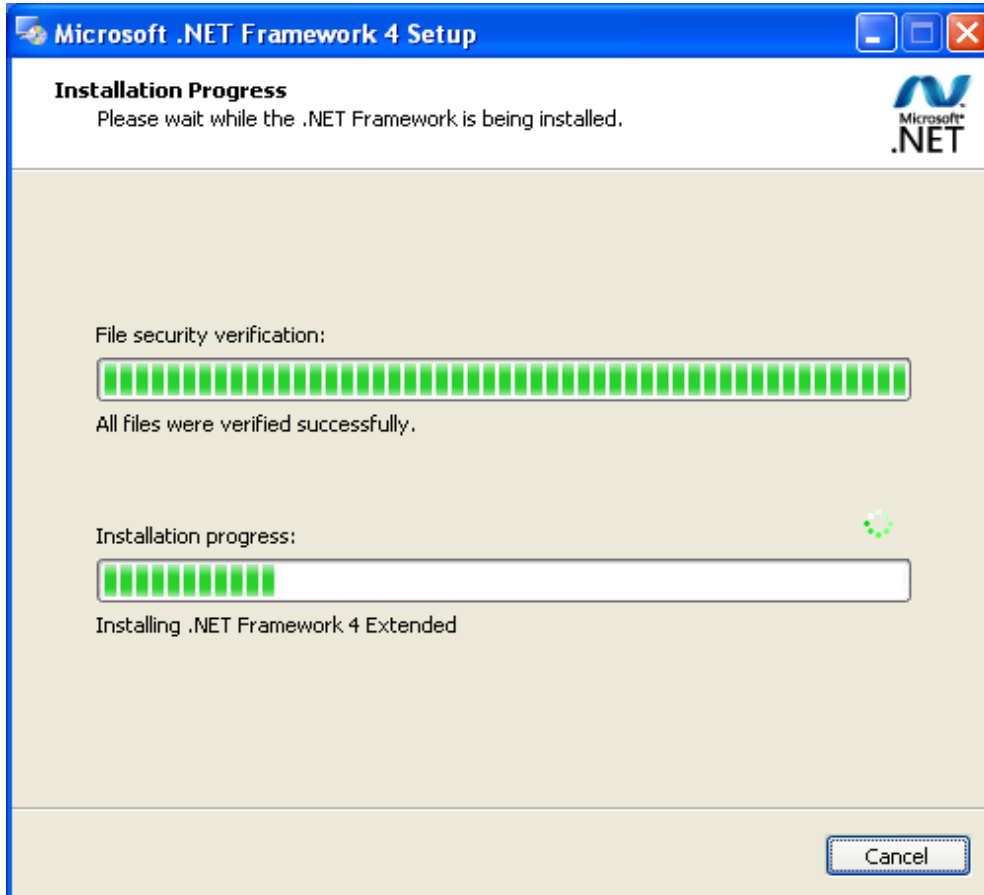 Microsoft .NET Framework 4 Setup
Installation Progress
Please wait while the .NET Framework is being installed.
Microsoft®
.NET
File security verification:
All files were verified successfully.
Installation progress:
Installing .NET Framework 4 Extended
Cancel